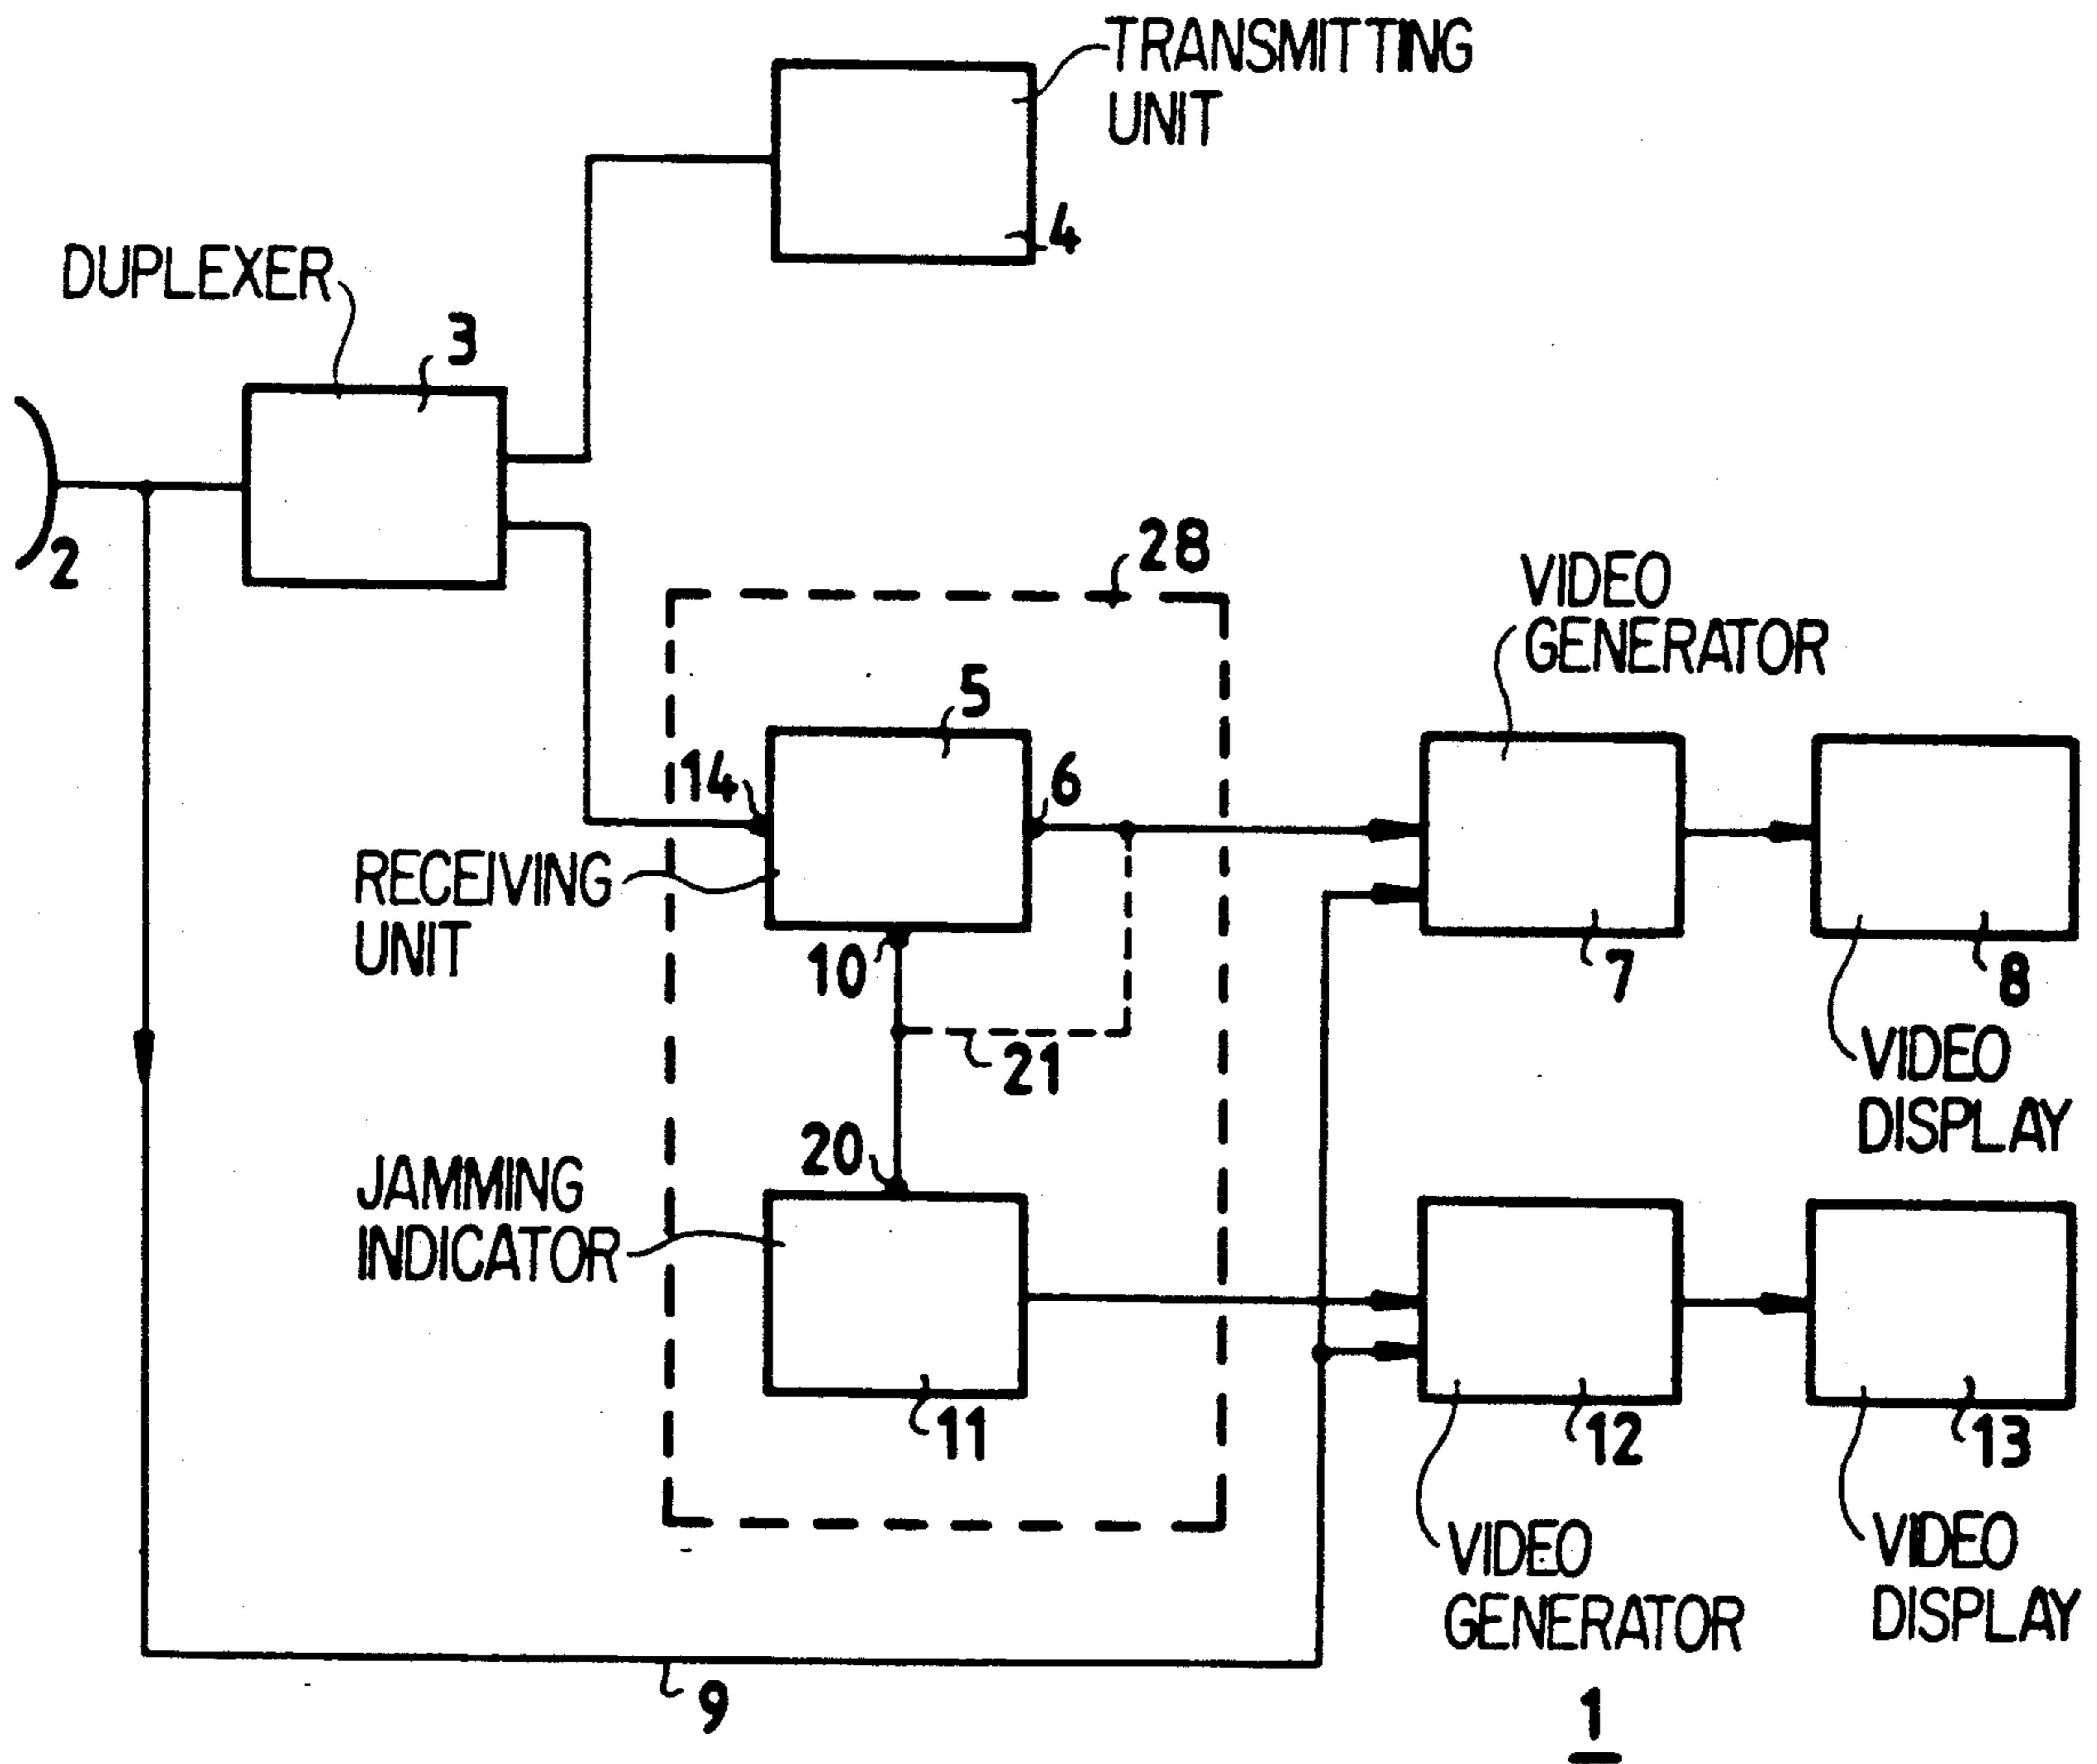 TRANSMITTING
UNIT
4
DUPLEXER
3
2
28
VIDEO
GENERATOR
5
14
6
RECEIVING
UNIT
10
7
8
21
VIDEO
DISPLAY
20
JAMMING
INDICATOR
11
12
13
VIDEO
GENERATOR
VIDEO
DISPLAY
9
1